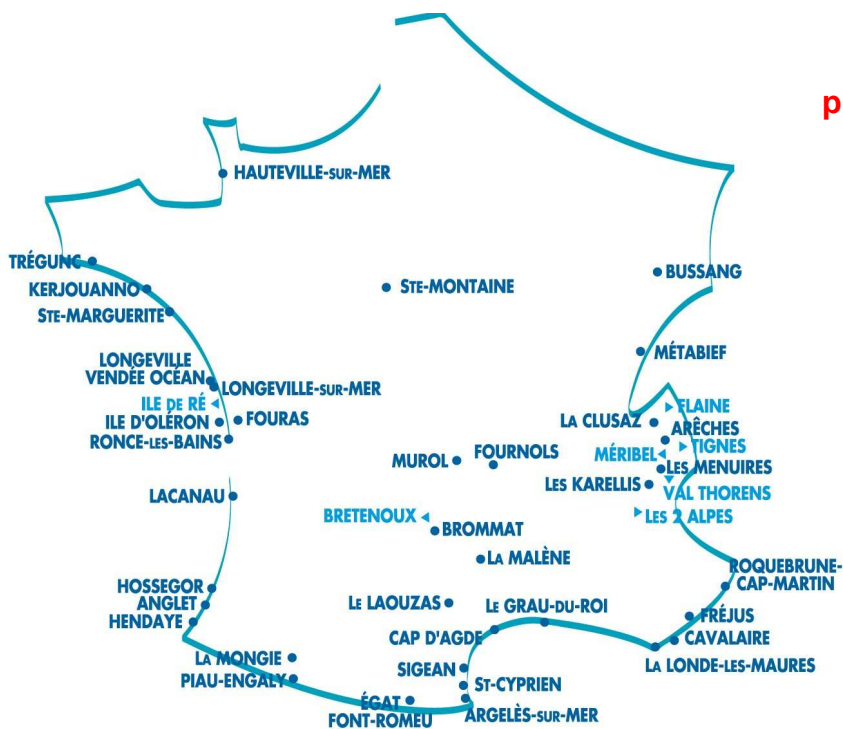 p
HAUTEVILLE-SUR-MER
TRÉGUNC
BUSSANG
KERJOUANNO
STE-MONTAINE
STE-MARGUERITE
MÉTABIEF
LONGEVILLE
VENDÉE OCÉAN
LONGEVILLE-SUR-MER
ILE DE RÉ
FLAINE
ILE D'OLÉRON
FOURAS
LA CLUSAZ
ARÊCHES
RONCE-LES-BAINS
TIGNES
FOURNOLS
MÉRIBEL
MUROL
LES MENUIRES
LES KARELLIS
VAL THORENS
LACANAU
BRETENOUX
LES 2 ALPES
BROMMAT
LA MALÈNE
ROQUEBRUNE-
CAP-MARTIN
HOSSEGOR
ANGLET
LE LAOUZAS
LE GRAU-DU-ROI
HENDAYE
FRÉJUS
CAP D'AGDE
CAVALAIRE
LA MONGIE
SIGEAN
LA LONDE-LES-MAURES
PIAU-ENGALY
ST-CYPRIEN
ÉGAT
FONT-ROMEU
ARGELÈS-SUR-MER